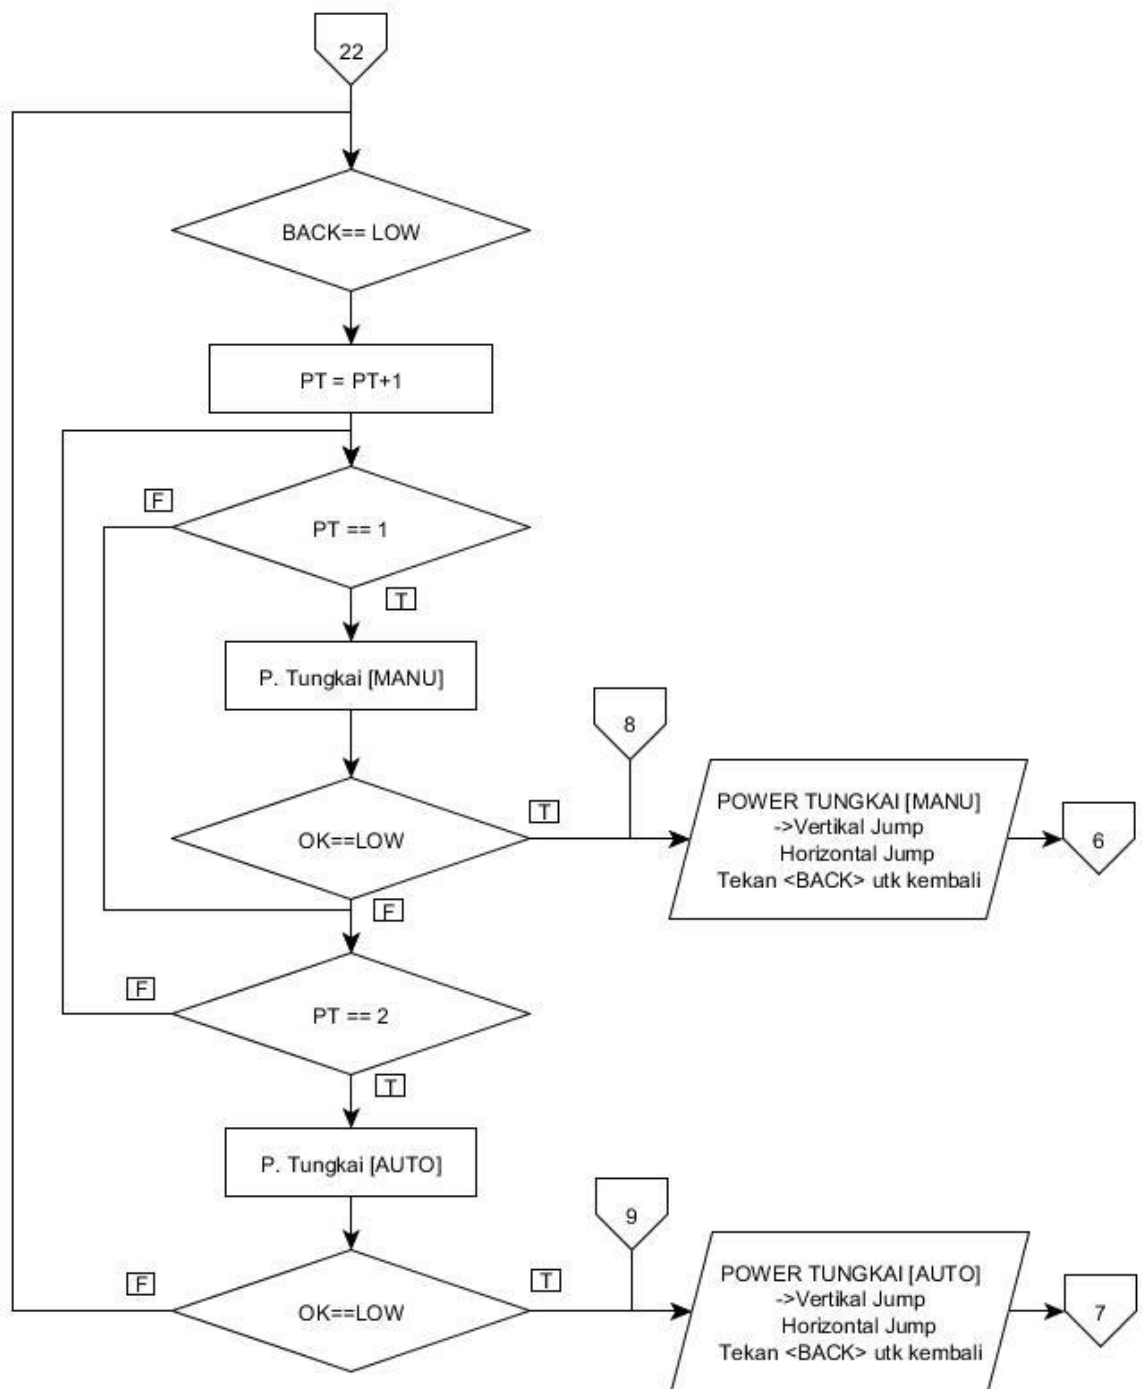 22
BACK== LOW
PT = PT+1
F
PT == 1
T
P. Tungkai [MANU]
8
OK==LOW
T
POWER TUNGKAI [MANU]
->Vertikal Jump
Horizontal Jump
Tekan <BACK> utk kembali
6
F
F
PT == 2
T
P. Tungkai [AUTO]
9
F
OK==LOW
T
POWER TUNGKAI [AUTO]
->Vertikal Jump
Horizontal Jump
Tekan <BACK> utk kembali
7